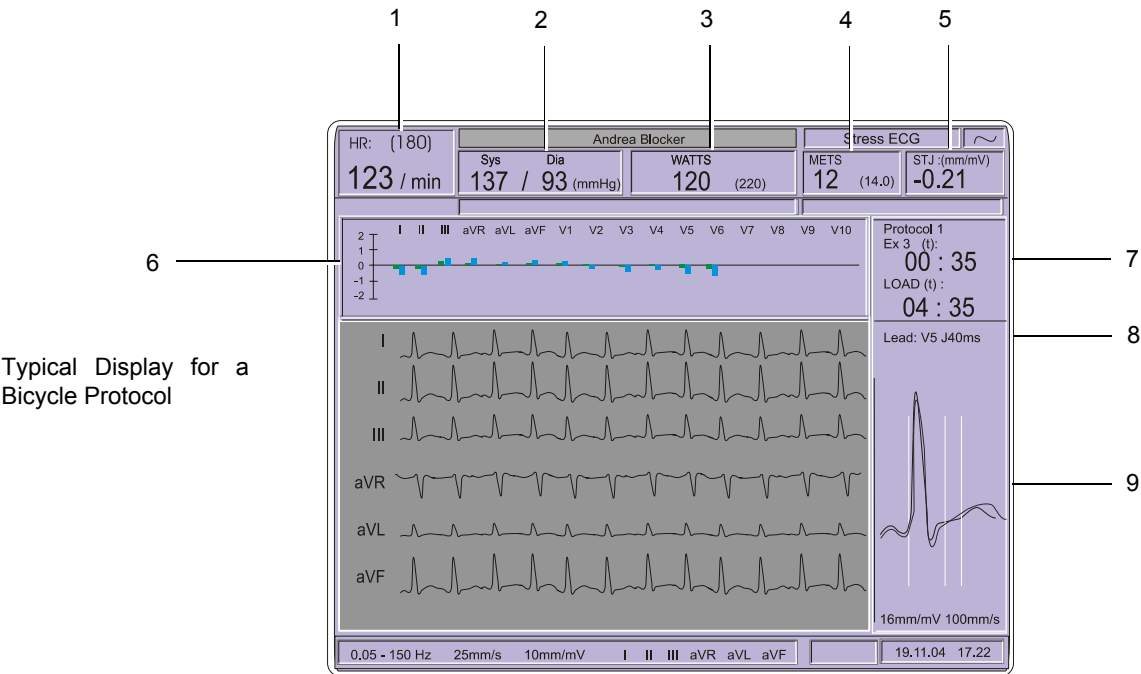 1 2 3 4 5
HR: (180)
123 / min
Andrea Blocker
Stress ECG
Sys Dia
137 / 93 (mmHg)
WATTS
120 (220)
METS
12 (14.0)
STJ :(mm/mV)
-0.21
6
2
1
0
-1
-2
I II III aVR aVL aVF V1 V2 V3 V4 V5 V6 V7 V8 V9 V10
Protocol 1
Ex 3 (t):
00 : 35
LOAD (t) :
04 : 35
7
8
Lead: V5 J40ms
Typical Display for a
Bicycle Protocol
I
II
III
aVR
aVL
aVF
9
16mm/mV 100mm/s
0.05 - 150 Hz 25mm/s 10mm/mV I II III aVR aVL aVF
19.11.04 17.22